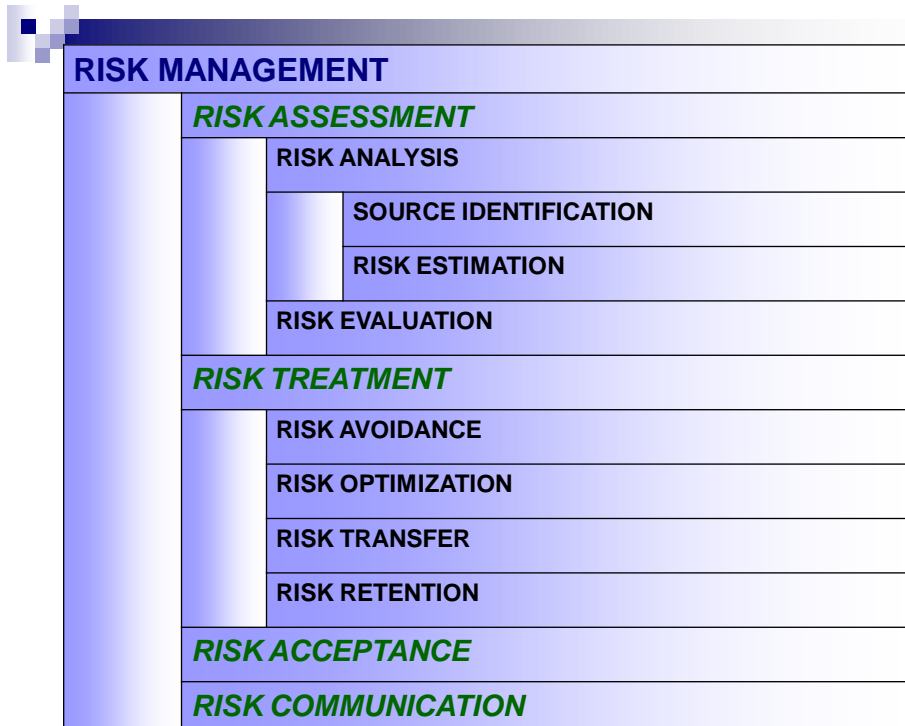 RISK MANAGEMENT
RISK ASSESSMENT
RISK ANALYSIS
SOURCE IDENTIFICATION
RISK ESTIMATION
RISK EVALUATION
RISK TREATMENT
RISK AVOIDANCE
RISK OPTIMIZATION
RISK TRANSFER
RISK RETENTION
RISK ACCEPTANCE
RISK COMMUNICATION